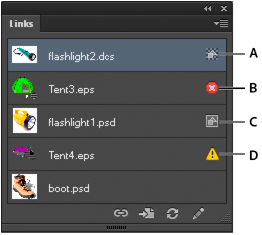 Links
flashlight2.dcs A
Tent3.eps B
flashlight1.psd C
Tent4.eps D
boot.psd